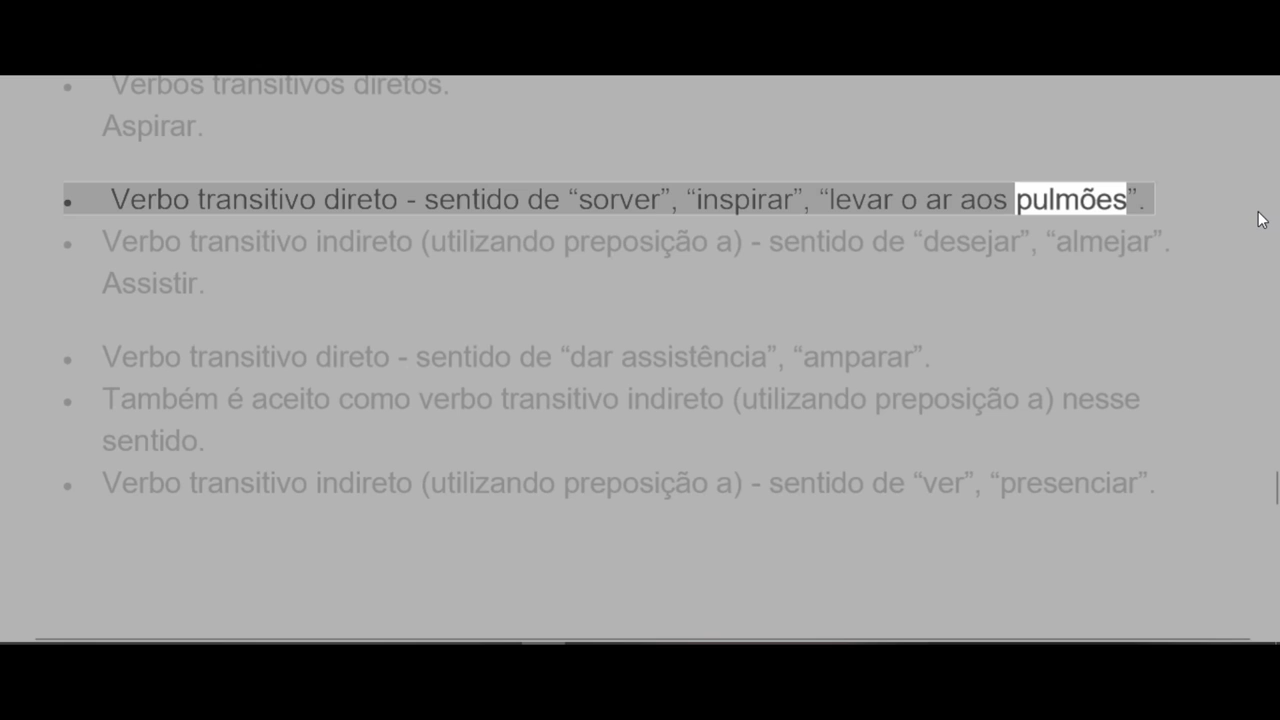 • Verbos transitivos diretos.
Aspirar.
• Verbo transitivo direto - sentido de “sorver”, “inspirar”, “levar o ar aos pulmões”.
• Verbo transitivo indireto (utilizando preposição a) - sentido de “desejar”, “almejar”.
Assistir.
• Verbo transitivo direto - sentido de “dar assistência”, “amparar”.
• Também é aceito como verbo transitivo indireto (utilizando preposição a) nesse
sentido.
• Verbo transitivo indireto (utilizando preposição a) - sentido de “ver”, “presenciar”.